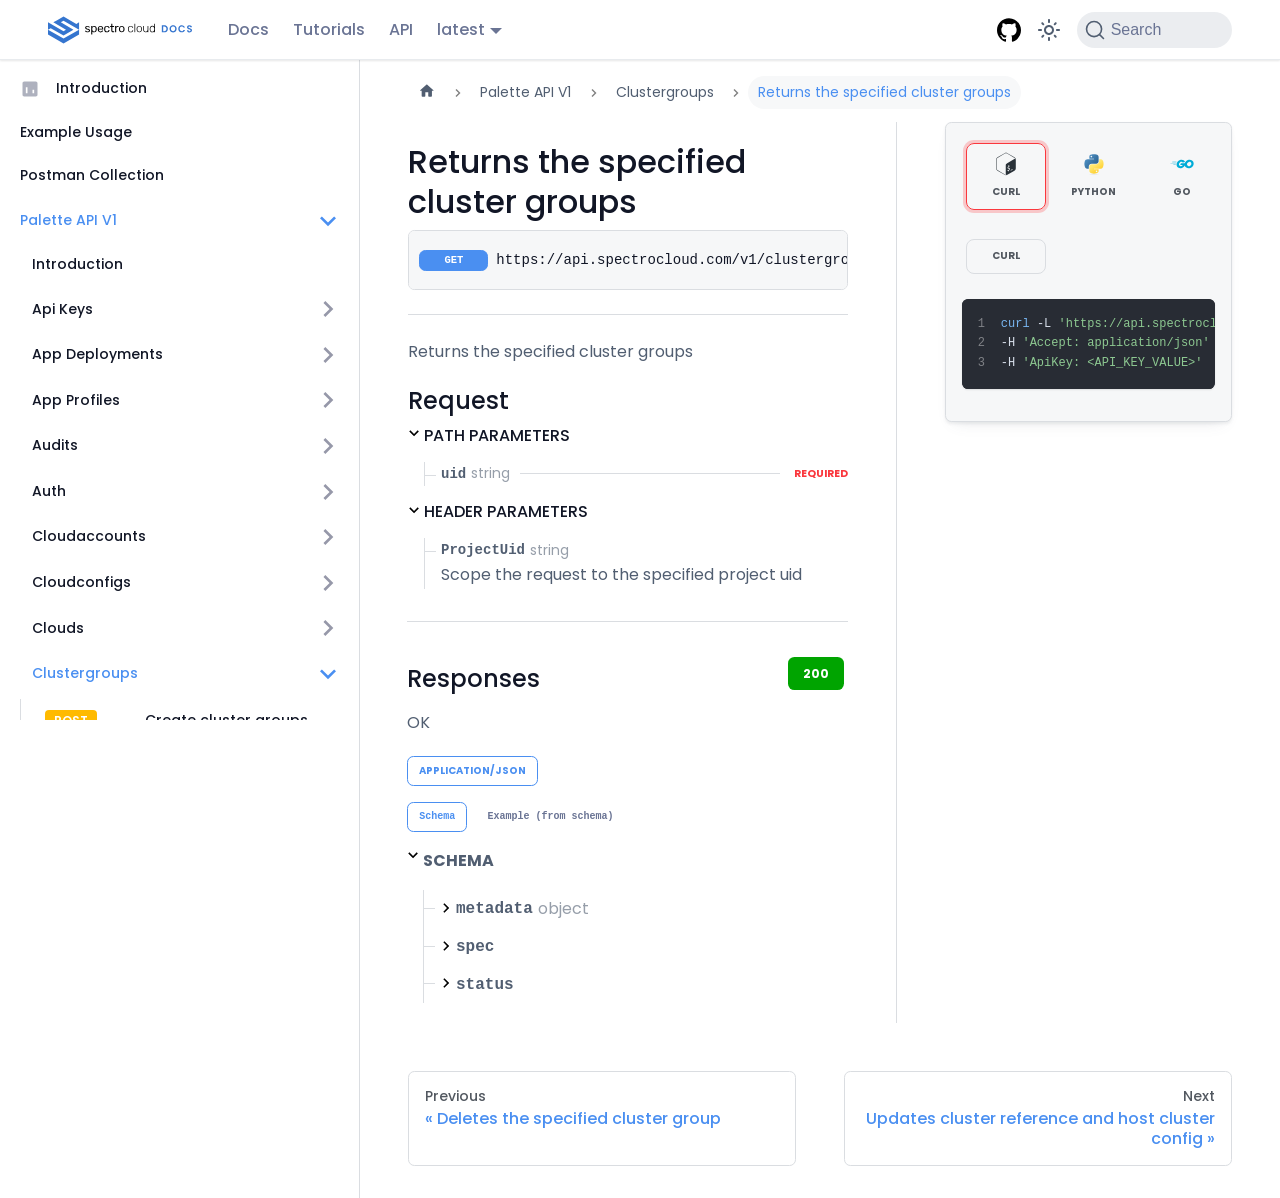 spectro cloud DOCS
Docs
Tutorials
API
latest
Search
Introduction
Example Usage
Postman Collection
Palette API V1
Introduction
Api Keys
App Deployments
App Profiles
Audits
Auth
Cloudaccounts
Cloudconfigs
Clouds
Clustergroups
POST Create cluster groups
Palette API V1
Clustergroups
Returns the specified cluster groups
Returns the specified
cluster groups
GET https://api.spectrocloud.com/v1/clustergro
Returns the specified cluster groups
Request
PATH PARAMETERS
uid string REQUIRED
HEADER PARAMETERS
ProjectUid string
Scope the request to the specified project uid
Responses
200
OK
APPLICATION/JSON
Schema Example (from schema)
SCHEMA
metadata object
spec
status
CURL PYTHON GO
CURL
1 curl -L 'https://api.spectrocl
2 -H 'Accept: application/json'
3 -H 'ApiKey: <API_KEY_VALUE>'
Previous
« Deletes the specified cluster group
Next
Updates cluster reference and host cluster
config »